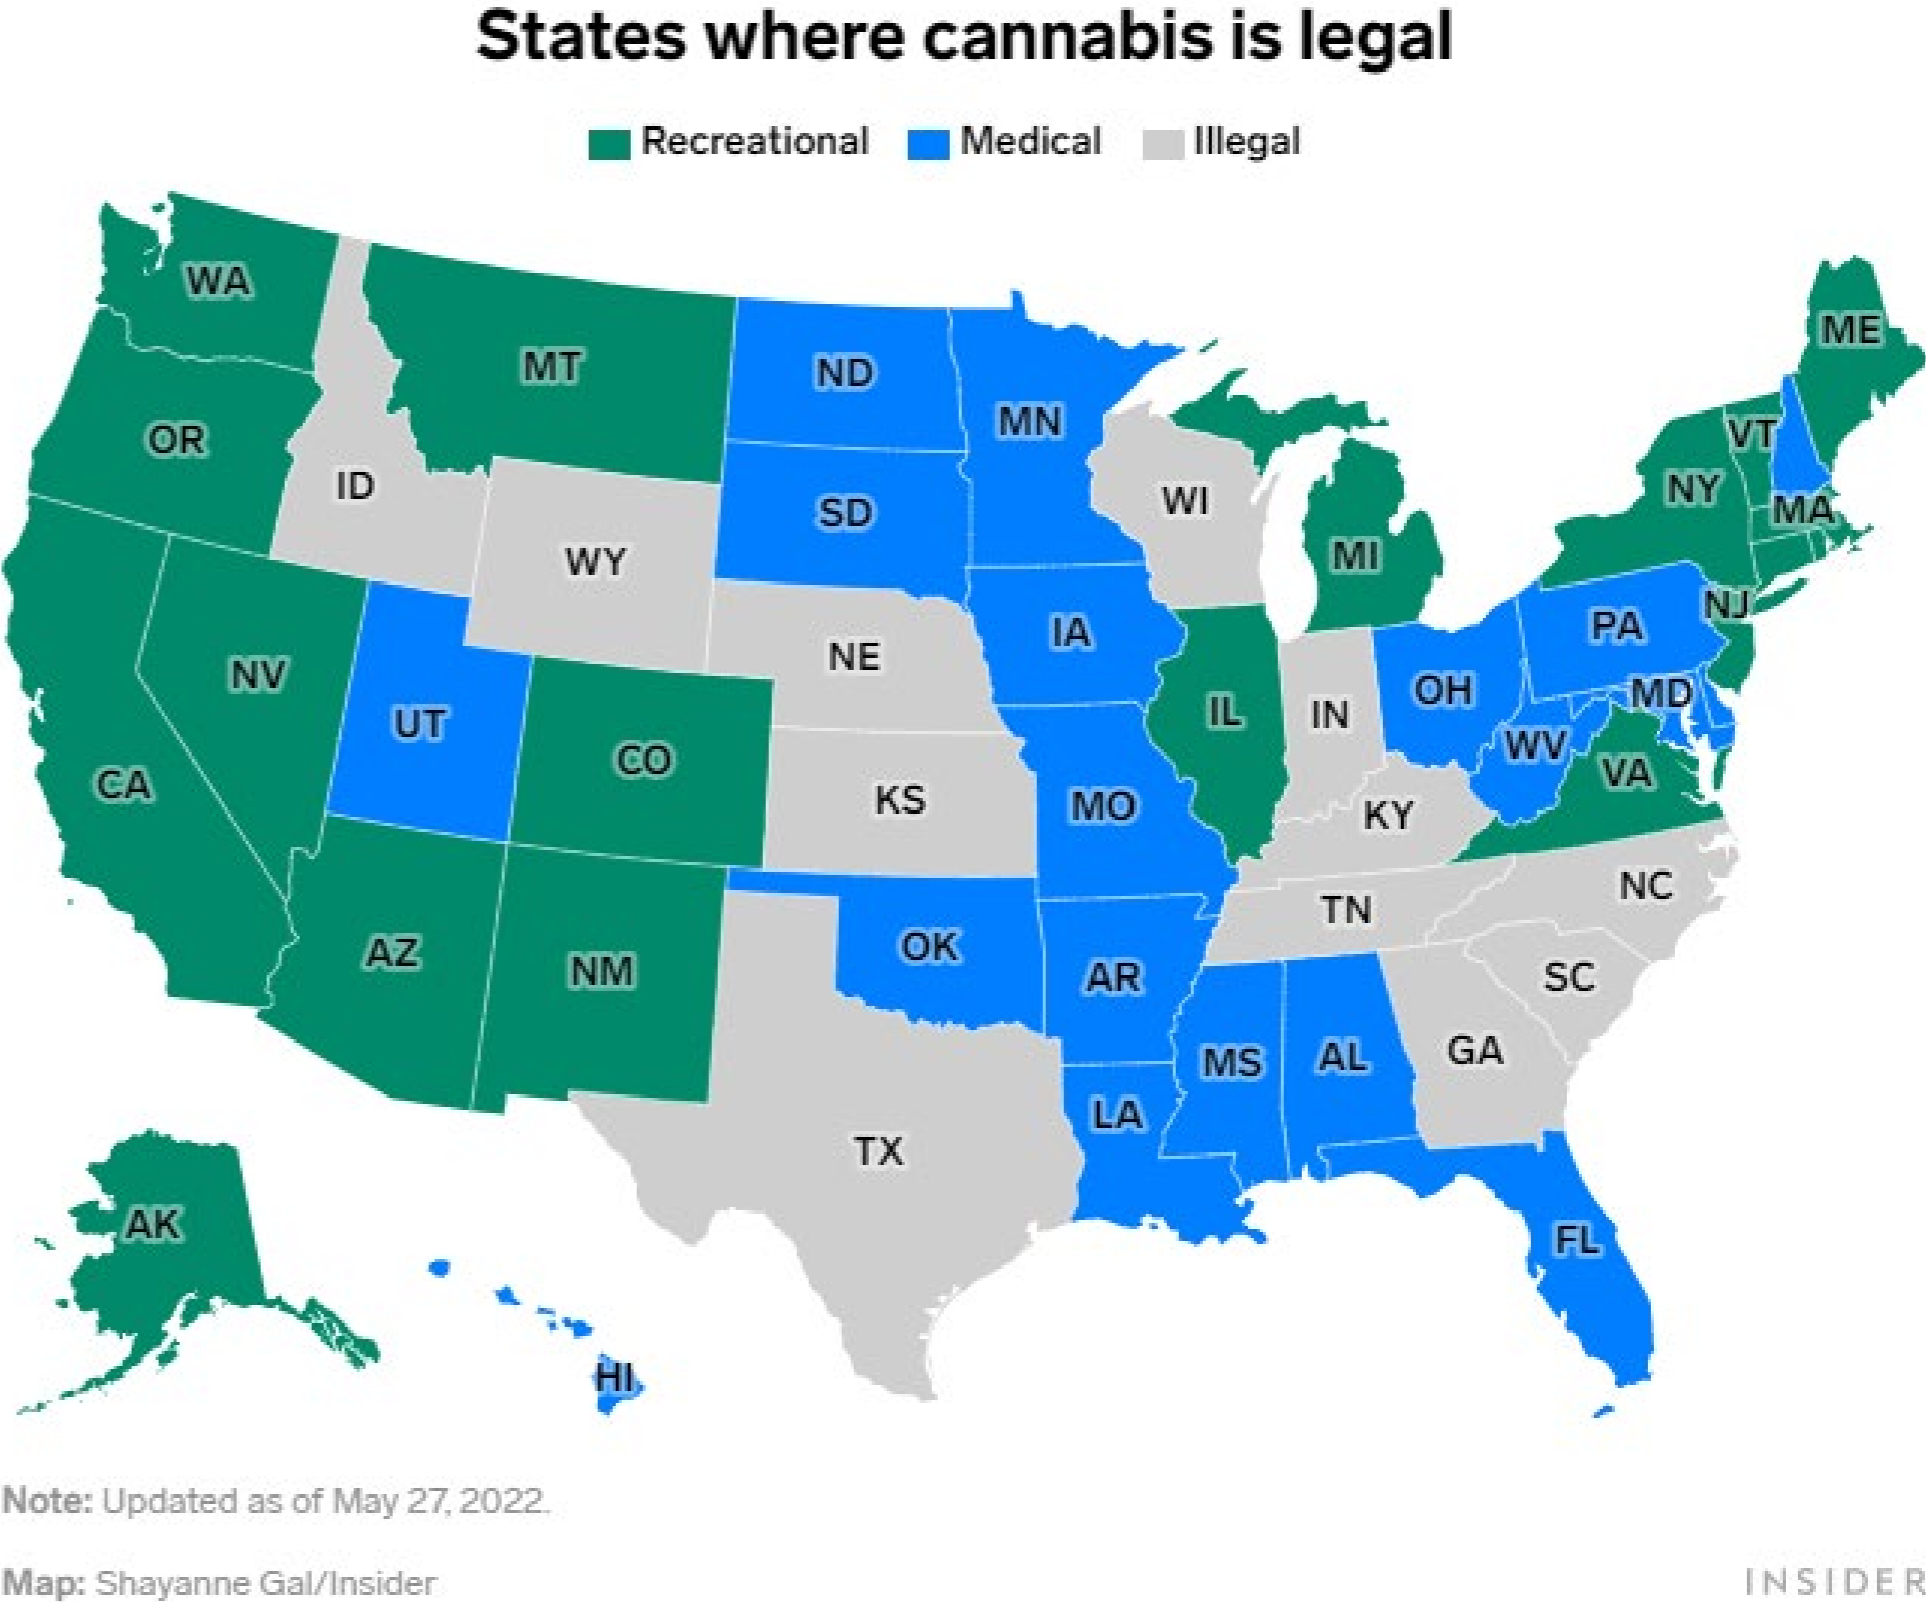 States where cannabis is legal
Recreational Medical Illegal
WA
ME
MT
ND
MN
VT
OR
ID
SD
WI
NY
MA
WY
MI
NJ
IA
PA
NE
NV
UT
IL
IN
OH
MD
CO
WV
CA
KS
MO
KY
VA
NC
TN
AZ
NM
OK
AR
SC
MS
AL
GA
LA
TX
AK
FL
HI
Note: Updated as of May 27, 2022.
Map: Shayanne Gal/Insider
INSIDER